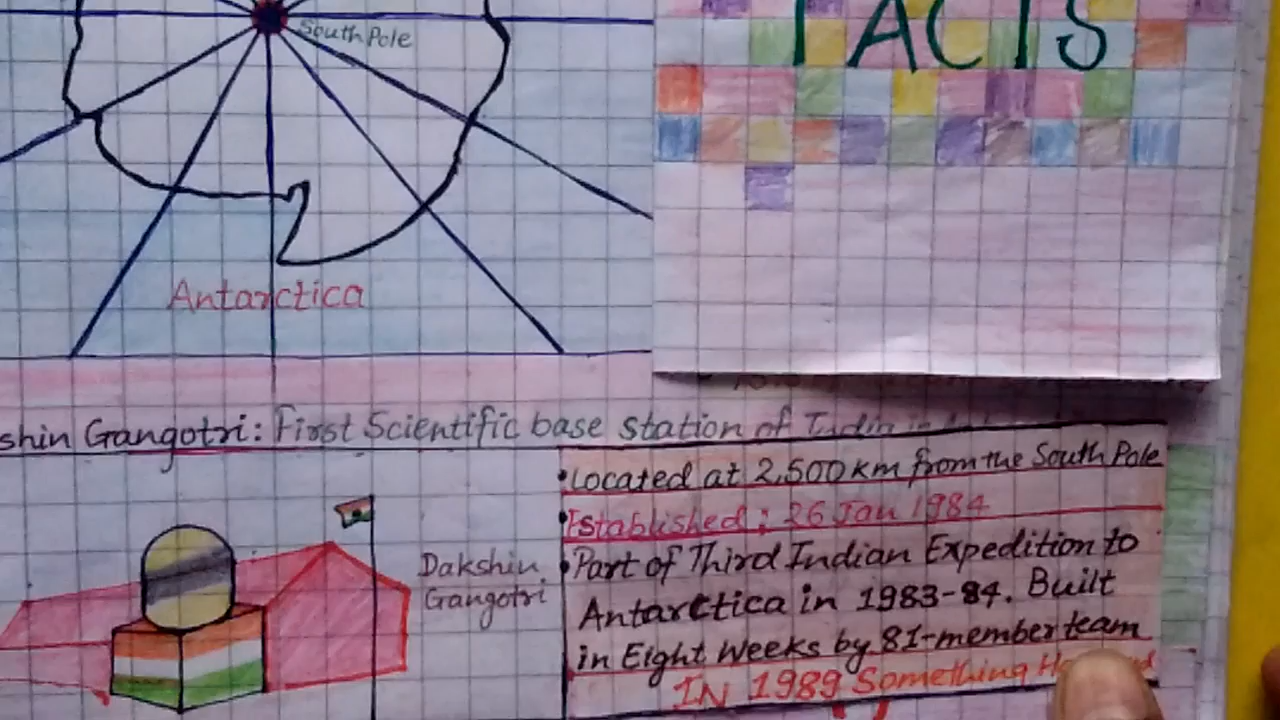 South Pole
FACTS
Antarctica
shin Gangotri: First Scientific base station of India in
• Located at 2,500 km from the South Pole
• Established : 26 Jan 1984
• Part of Third Indian Expedition to
Antarctica in 1983-84. Built
in Eight Weeks by 81-member team
IN 1989 Something
Dakshin
Gangotri